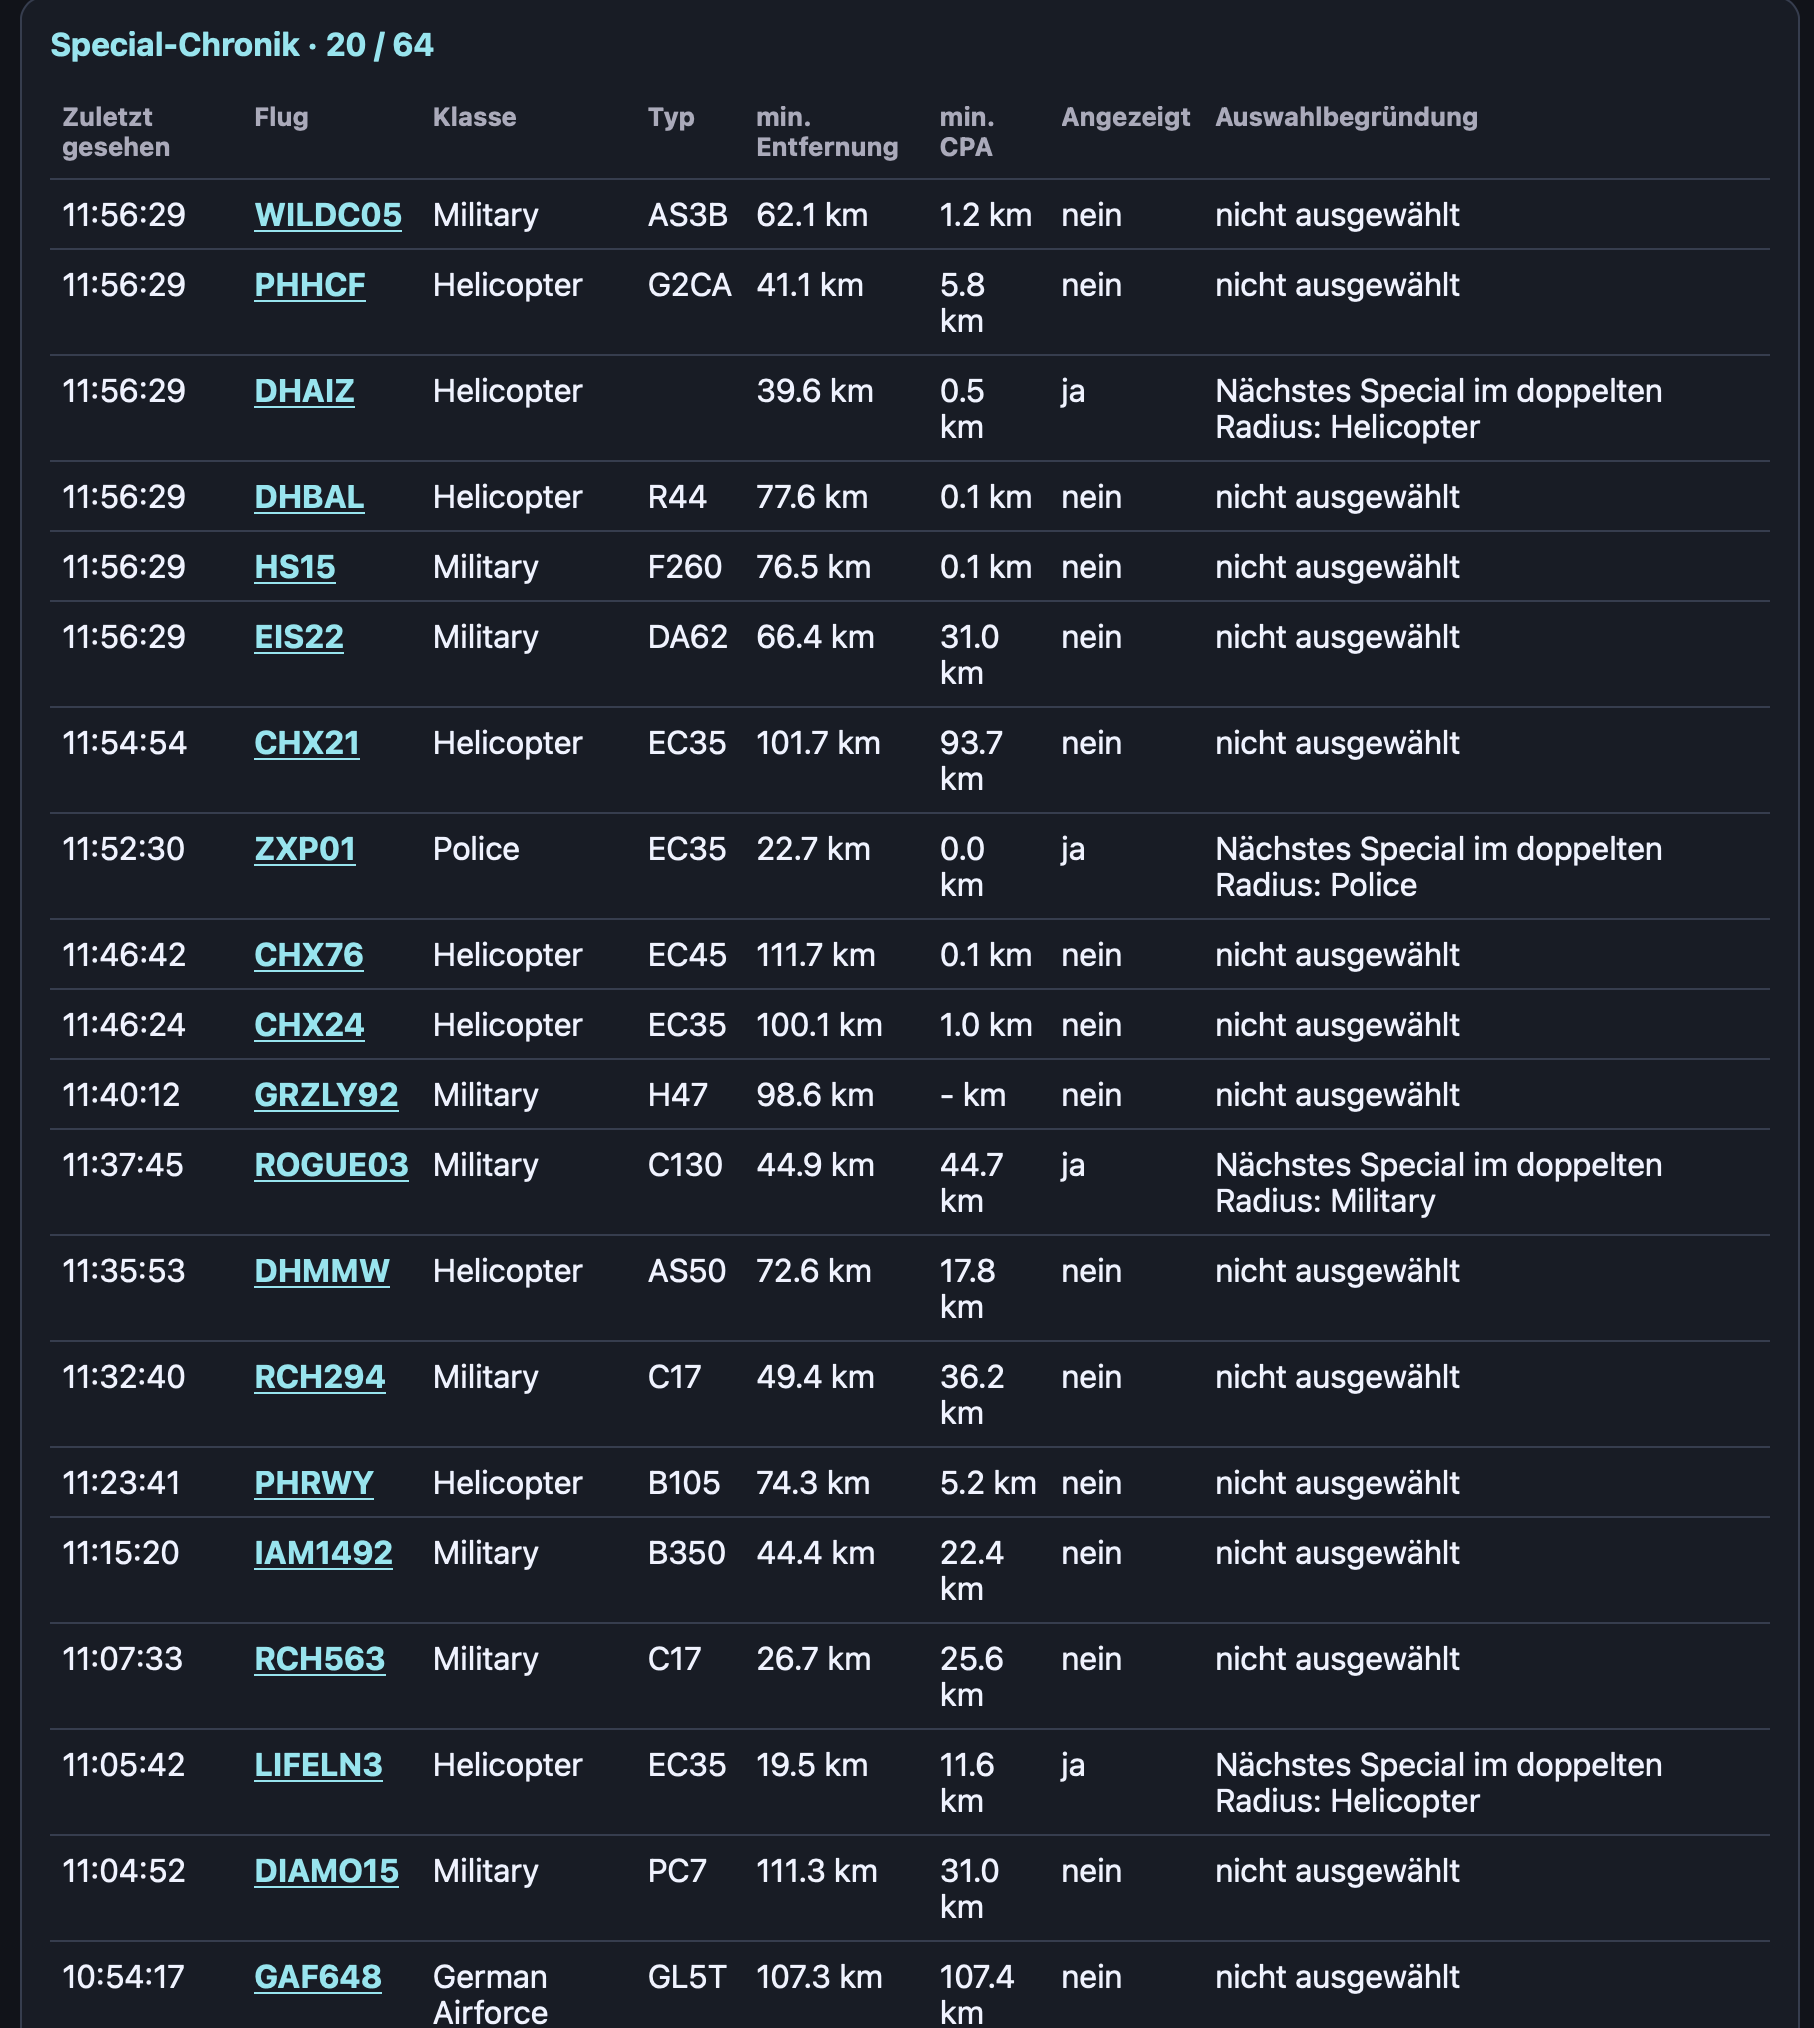 Special-Chronik · 20 / 64
Zuletzt gesehen Flug Klasse Typ min. Entfernung min. CPA Angezeigt Auswahlbegründung
11:56:29 WILDC05 Military AS3B 62.1 km 1.2 km nein nicht ausgewählt
11:56:29 PHHCF Helicopter G2CA 41.1 km 5.8 km nein nicht ausgewählt
11:56:29 DHAIZ Helicopter 39.6 km 0.5 km ja Nächstes Special im doppelten Radius: Helicopter
11:56:29 DHBAL Helicopter R44 77.6 km 0.1 km nein nicht ausgewählt
11:56:29 HS15 Military F260 76.5 km 0.1 km nein nicht ausgewählt
11:56:29 EIS22 Military DA62 66.4 km 31.0 km nein nicht ausgewählt
11:54:54 CHX21 Helicopter EC35 101.7 km 93.7 km nein nicht ausgewählt
11:52:30 ZXP01 Police EC35 22.7 km 0.0 km ja Nächstes Special im doppelten Radius: Police
11:46:42 CHX76 Helicopter EC45 111.7 km 0.1 km nein nicht ausgewählt
11:46:24 CHX24 Helicopter EC35 100.1 km 1.0 km nein nicht ausgewählt
11:40:12 GRZLY92 Military H47 98.6 km - km nein nicht ausgewählt
11:37:45 ROGUE03 Military C130 44.9 km 44.7 km ja Nächstes Special im doppelten Radius: Military
11:35:53 DHMMW Helicopter AS50 72.6 km 17.8 km nein nicht ausgewählt
11:32:40 RCH294 Military C17 49.4 km 36.2 km nein nicht ausgewählt
11:23:41 PHRWY Helicopter B105 74.3 km 5.2 km nein nicht ausgewählt
11:15:20 IAM1492 Military B350 44.4 km 22.4 km nein nicht ausgewählt
11:07:33 RCH563 Military C17 26.7 km 25.6 km nein nicht ausgewählt
11:05:42 LIFELN3 Helicopter EC35 19.5 km 11.6 km ja Nächstes Special im doppelten Radius: Helicopter
11:04:52 DIAMO15 Military PC7 111.3 km 31.0 km nein nicht ausgewählt
10:54:17 GAF648 German Airforce GL5T 107.3 km 107.4 km nein nicht ausgewählt